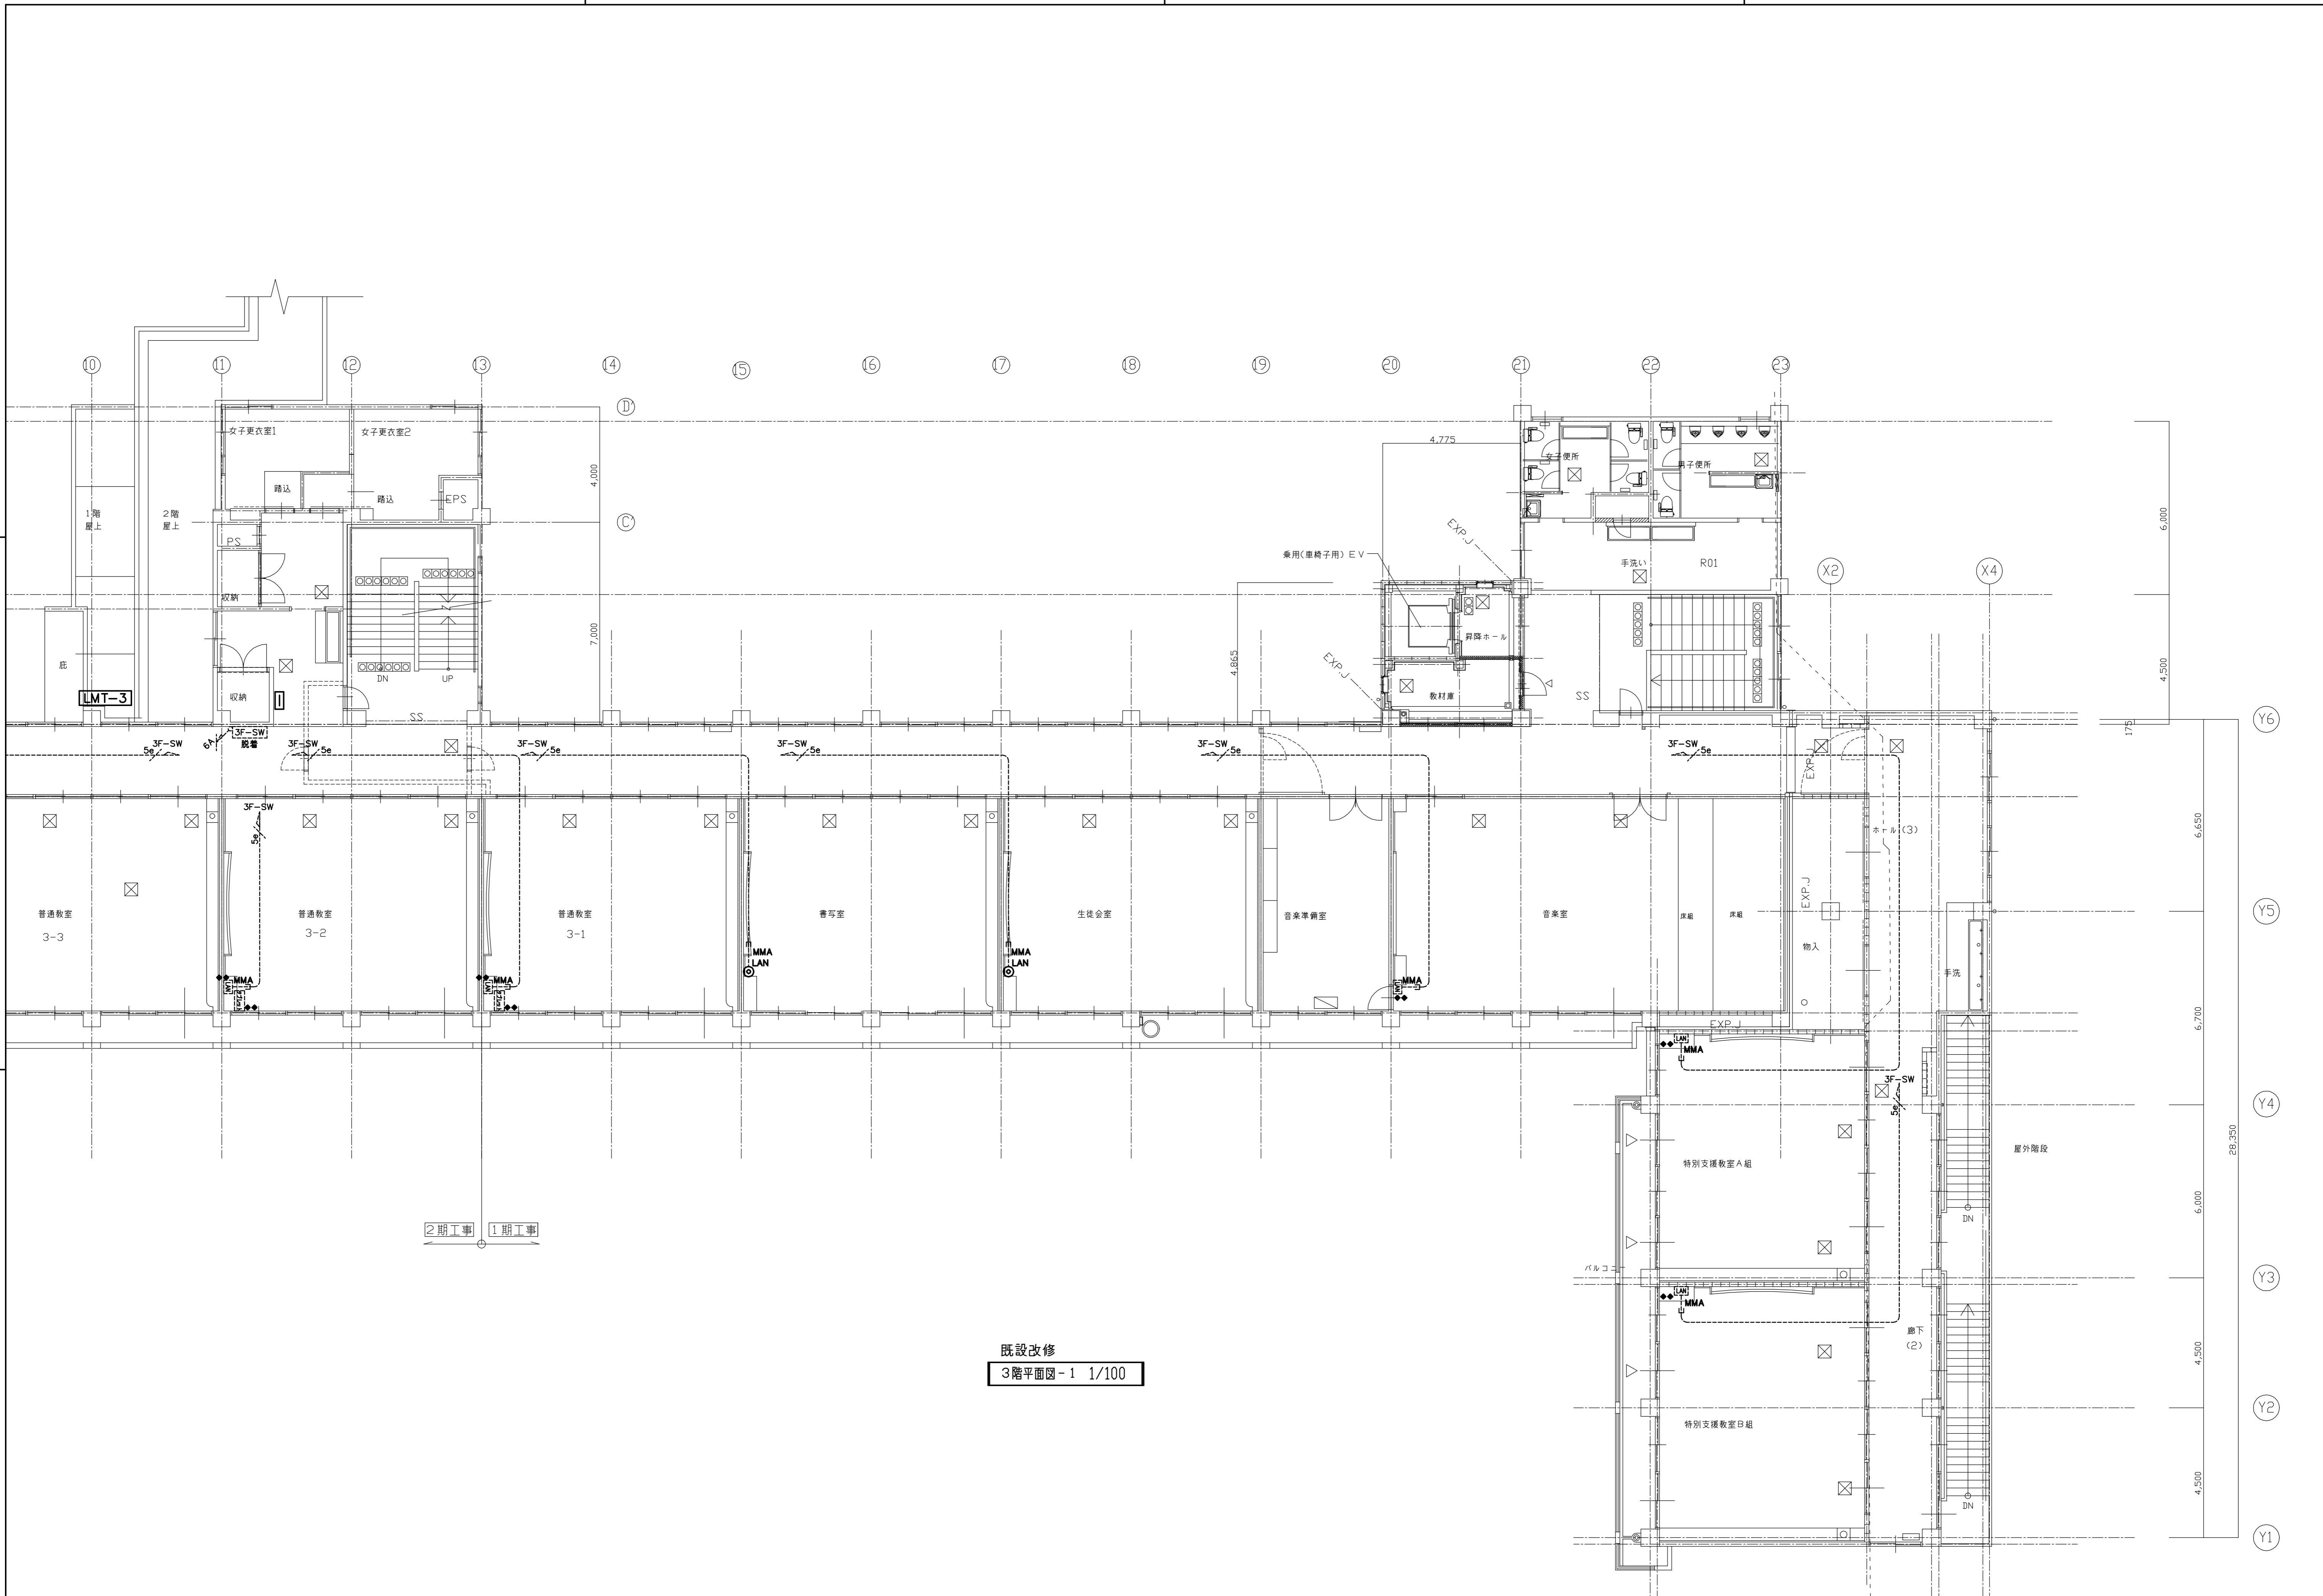 10
11
12
13
14
15
16
17
18
19
20
21
22
23
D'
女子更衣室1
女子更衣室2
4,775
女子便所
男子便所
4,000
踏込
踏込
EPS
1階
屋上
2階
屋上
C'
6,000
EXP.J
PS
乗用(車椅子用) EV
手洗い
R01
X2
X4
収納
7,000
昇降ホール
庇
4,865
EXP.J
4,500
DN
UP
LMT-3
収納
教材庫
SS
SS
Y6
175
3F-SW
脱着
6A
3F-SW
5e
3F-SW
5e
3F-SW
5e
3F-SW
5e
3F-SW
5e
3F-SW
5e
EXP.J
3F-SW
5e
ホール(3)
6,650
普通教室
3-3
普通教室
3-2
普通教室
3-1
書写室
生徒会室
音楽準備室
音楽室
床組
床組
EXP.J
Y5
物入
手洗
MMA
LAN
MMA
LAN
MMA
LAN
MMA
LAN
MMA
LAN
6,700
EXP.J
LAN
MMA
3F-SW
5e
Y4
28,350
屋外階段
特別支援教室A組
6,000
DN
2期工事
1期工事
バルコニー
Y3
LAN
MMA
廊下
(2)
既設改修
3階平面図-1 1/100
4,500
Y2
特別支援教室B組
4,500
DN
Y1